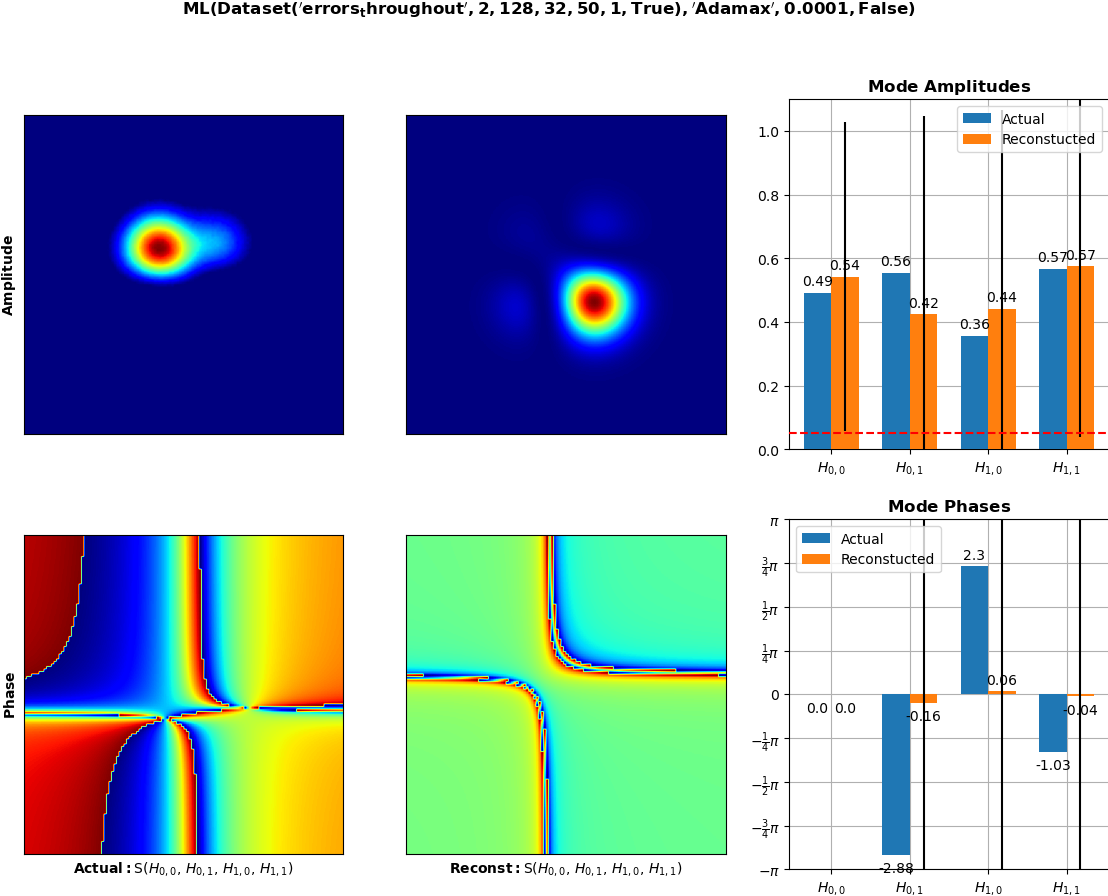 ML(Dataset('errors_throughout', 2, 128, 32, 50, 1, True), 'Adamax', 0.0001, False)
Amplitude
Mode Amplitudes
Actual
Reconstucted
1.0
0.8
0.6
0.4
0.2
0.0
0.49
0.54
0.56
0.42
0.36
0.44
0.57
0.57
H0,0
H0,1
H1,0
H1,1
Phase
Actual: S(H0,0, H0,1, H1,0, H1,1)
Reconst: S(H0,0, H0,1, H1,0, H1,1)
Mode Phases
Actual
Reconstucted
π
3/4π
1/2π
1/4π
0
−1/4π
−1/2π
−3/4π
−π
0.0
0.0
-2.88
-0.16
2.3
0.06
-1.03
-0.04
H0,0
H0,1
H1,0
H1,1